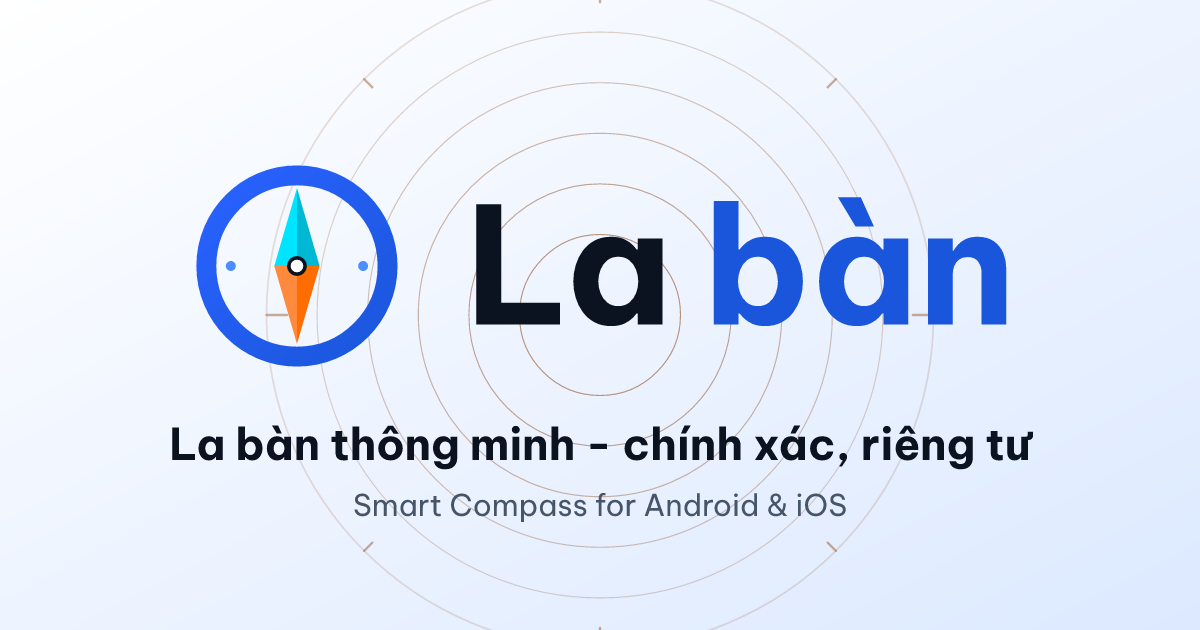 La bàn
La bàn thông minh - chính xác, riêng tư
Smart Compass for Android & iOS